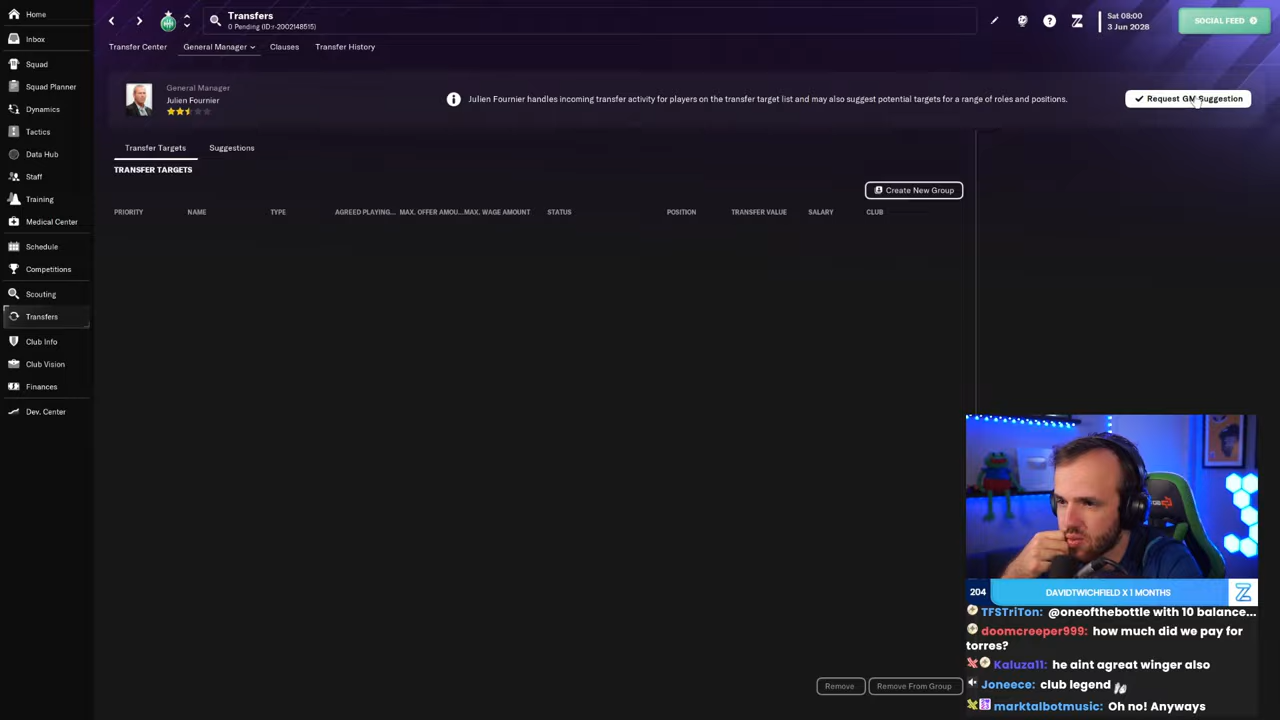 Home
Inbox
Squad
Squad Planner
Dynamics
Tactics
Data Hub
Staff
Training
Medical Center
Schedule
Competitions
Scouting
Transfers
Club Info
Club Vision
Finances
Dev. Center
Transfers
0 Pending (ID:r-2002148515)
Sat 08:00
3 Jun 2028
SOCIAL FEED
Transfer Center
General Manager
Clauses
Transfer History
General Manager
Julien Fournier
Julien Fournier handles incoming transfer activity for players on the transfer target list and may also suggest potential targets for a range of roles and positions.
Request GM Suggestion
Transfer Targets
Suggestions
TRANSFER TARGETS
Create New Group
PRIORITY
NAME
TYPE
AGREED PLAYING...
MAX. OFFER AMOU...
MAX. WAGE AMOUNT
STATUS
POSITION
TRANSFER VALUE
SALARY
CLUB
Remove
Remove From Group
204
DAVIDTWICHFIELD X 1 MONTHS
TFSTriTon: @oneofthebottle with 10 balance...
doomcreeper999: how much did we pay for
torres?
Kaluza11: he aint agreat winger also
Joneece: club legend
marktalbotmusic: Oh no! Anyways